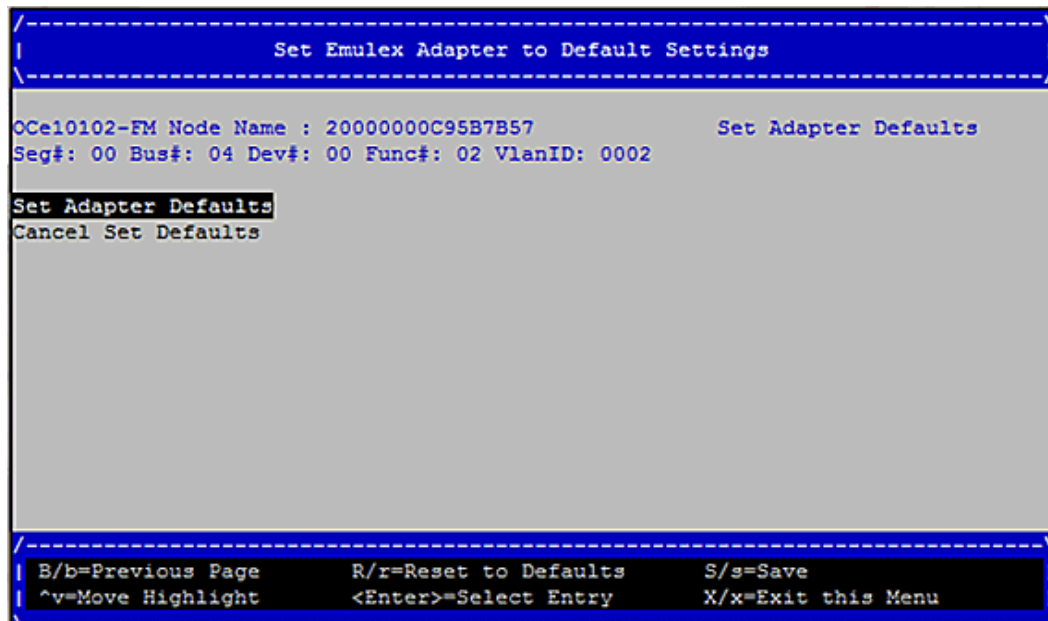 /------------------------------------------------------------------------------\
| Set Emulex Adapter to Default Settings
\------------------------------------------------------------------------------/
OCe10102-FM Node Name : 20000000C95B7B57 Set Adapter Defaults
Seg#: 00 Bus#: 04 Dev#: 00 Func#: 02 VlanID: 0002
Set Adapter Defaults
Cancel Set Defaults
/------------------------------------------------------------------------------\
| B/b=Previous Page R/r=Reset to Defaults S/s=Save
| ^v=Move Highlight <Enter>=Select Entry X/x=Exit this Menu
\